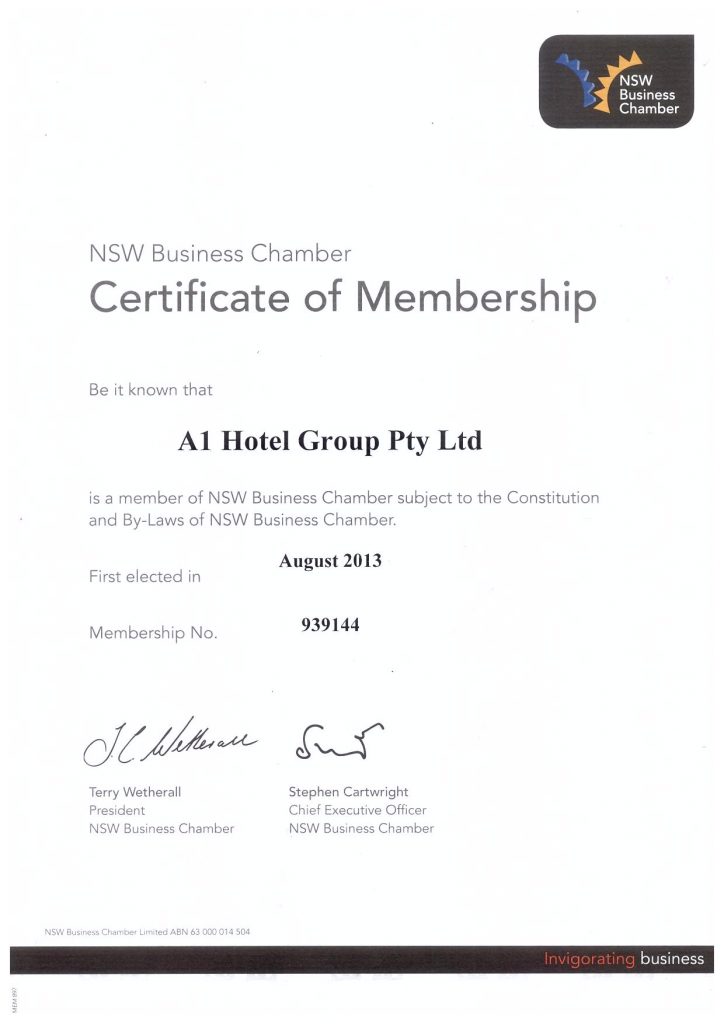 NSW
Business
Chamber
NSW Business Chamber
Certificate of Membership
Be it known that
A1 Hotel Group Pty Ltd
is a member of NSW Business Chamber subject to the Constitution
and By-Laws of NSW Business Chamber.
August 2013
First elected in
939144
Membership No.
J.C. Wetherall
Terry Wetherall
President
NSW Business Chamber
Stephen Cartwright
Chief Executive Officer
NSW Business Chamber
NSW Business Chamber Limited ABN 63 000 014 504
Invigorating business